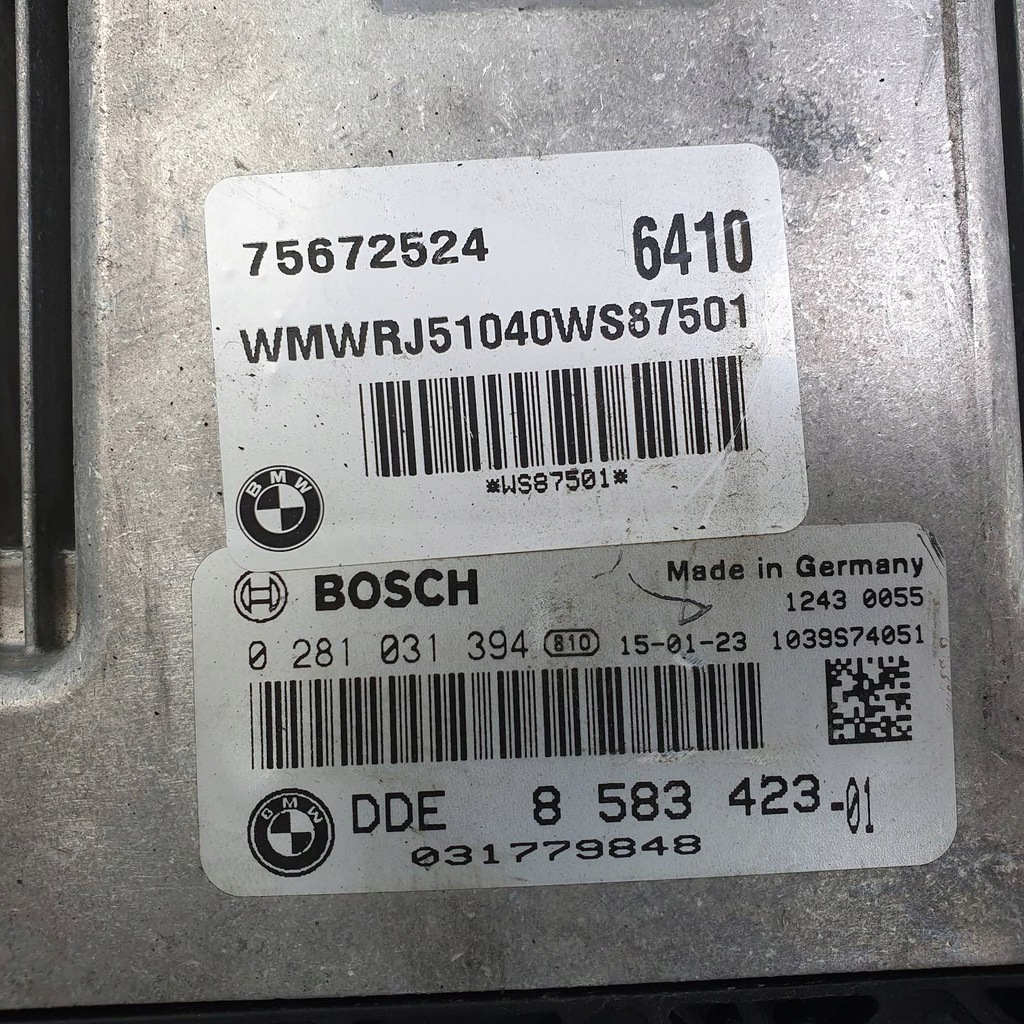 75672524 6410
WMWRJ51040WS87501
*WS87501*
BMW
BOSCH
Made in Germany
1243 0055
0 281 031 394 810 15-01-23 1039S74051
BMW
DDE 8 583 423-01
031779848